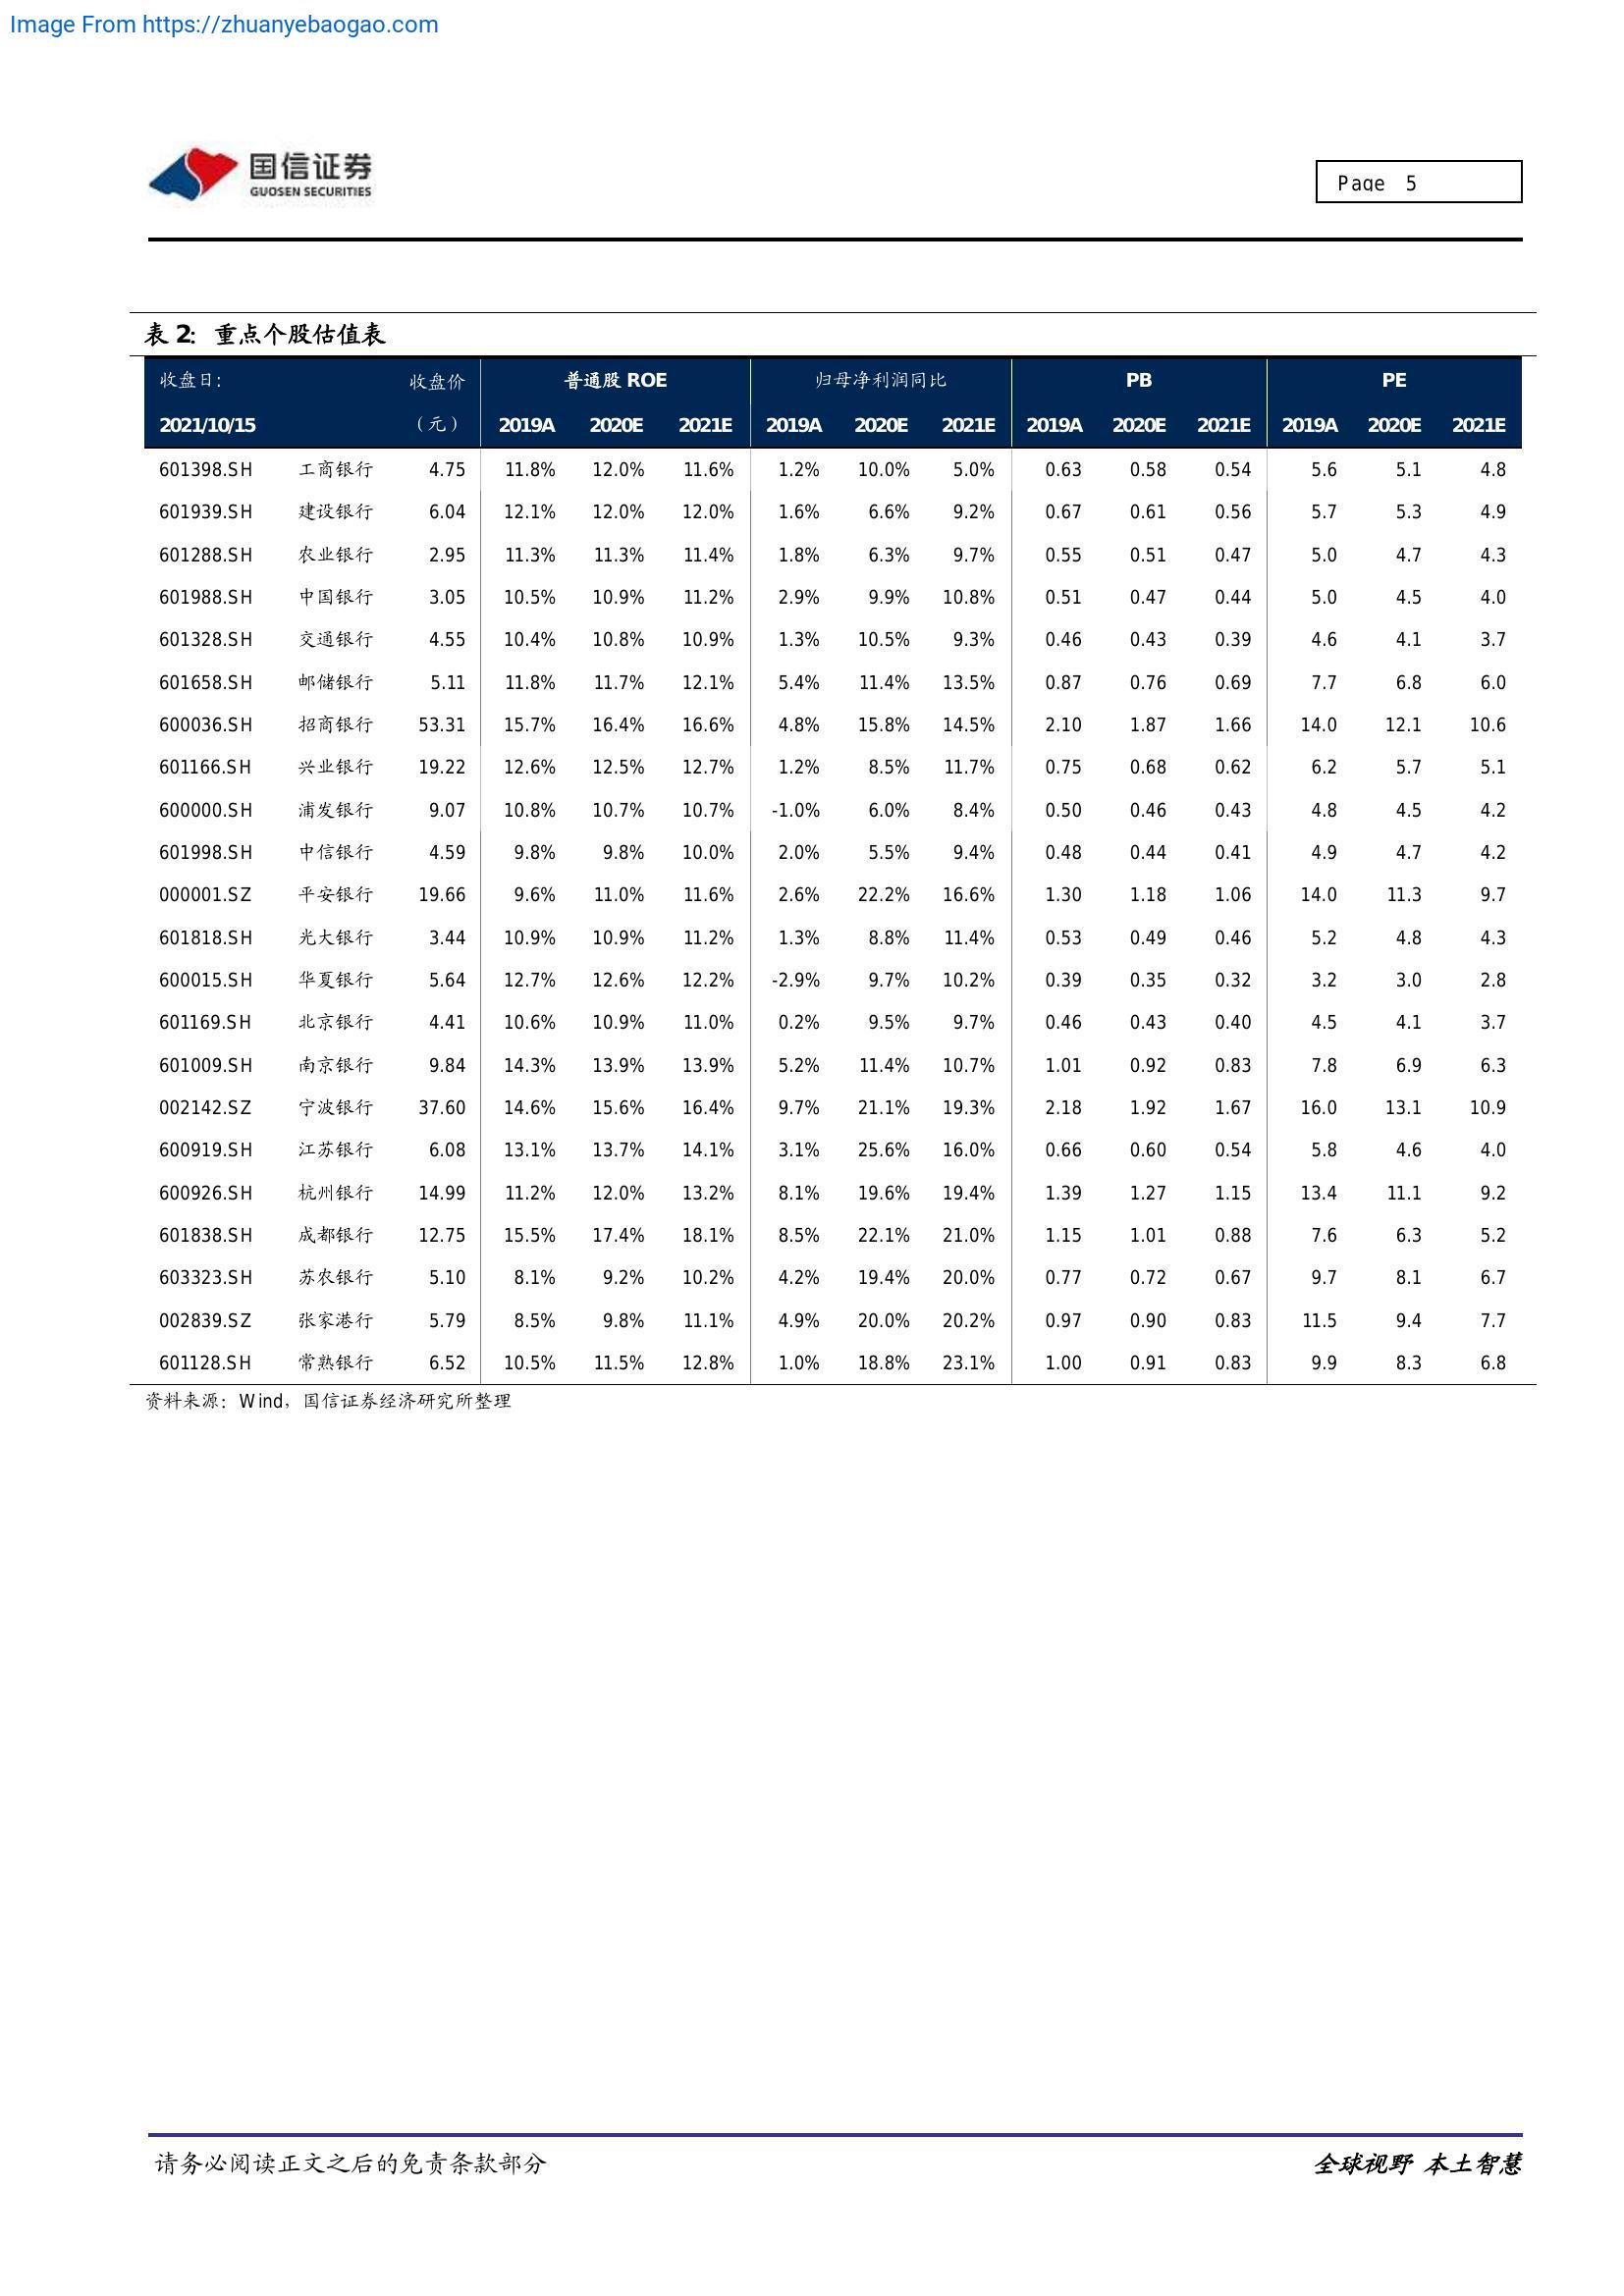 Image From https://zhuanyebaogao.com
国信证券
GUOSEN SECURITIES
Page 5
表 2：重点个股估值表
收盘日： 收盘价 普通股 ROE 归母净利润同比 PB PE
2021/10/15 （元） 2019A 2020E 2021E 2019A 2020E 2021E 2019A 2020E 2021E 2019A 2020E 2021E
601398.SH 工商银行 4.75 11.8% 12.0% 11.6% 1.2% 10.0% 5.0% 0.63 0.58 0.54 5.6 5.1 4.8
601939.SH 建设银行 6.04 12.1% 12.0% 12.0% 1.6% 6.6% 9.2% 0.67 0.61 0.56 5.7 5.3 4.9
601288.SH 农业银行 2.95 11.3% 11.3% 11.4% 1.8% 6.3% 9.7% 0.55 0.51 0.47 5.0 4.7 4.3
601988.SH 中国银行 3.05 10.5% 10.9% 11.2% 2.9% 9.9% 10.8% 0.51 0.47 0.44 5.0 4.5 4.0
601328.SH 交通银行 4.55 10.4% 10.8% 10.9% 1.3% 10.5% 9.3% 0.46 0.43 0.39 4.6 4.1 3.7
601658.SH 邮储银行 5.11 11.8% 11.7% 12.1% 5.4% 11.4% 13.5% 0.87 0.76 0.69 7.7 6.8 6.0
600036.SH 招商银行 53.31 15.7% 16.4% 16.6% 4.8% 15.8% 14.5% 2.10 1.87 1.66 14.0 12.1 10.6
601166.SH 兴业银行 19.22 12.6% 12.5% 12.7% 1.2% 8.5% 11.7% 0.75 0.68 0.62 6.2 5.7 5.1
600000.SH 浦发银行 9.07 10.8% 10.7% 10.7% -1.0% 6.0% 8.4% 0.50 0.46 0.43 4.8 4.5 4.2
601998.SH 中信银行 4.59 9.8% 9.8% 10.0% 2.0% 5.5% 9.4% 0.48 0.44 0.41 4.9 4.7 4.2
000001.SZ 平安银行 19.66 9.6% 11.0% 11.6% 2.6% 22.2% 16.6% 1.30 1.18 1.06 14.0 11.3 9.7
601818.SH 光大银行 3.44 10.9% 10.9% 11.2% 1.3% 8.8% 11.4% 0.53 0.49 0.46 5.2 4.8 4.3
600015.SH 华夏银行 5.64 12.7% 12.6% 12.2% -2.9% 9.7% 10.2% 0.39 0.35 0.32 3.2 3.0 2.8
601169.SH 北京银行 4.41 10.6% 10.9% 11.0% 0.2% 9.5% 9.7% 0.46 0.43 0.40 4.5 4.1 3.7
601009.SH 南京银行 9.84 14.3% 13.9% 13.9% 5.2% 11.4% 10.7% 1.01 0.92 0.83 7.8 6.9 6.3
002142.SZ 宁波银行 37.60 14.6% 15.6% 16.4% 9.7% 21.1% 19.3% 2.18 1.92 1.67 16.0 13.1 10.9
600919.SH 江苏银行 6.08 13.1% 13.7% 14.1% 3.1% 25.6% 16.0% 0.66 0.60 0.54 5.8 4.6 4.0
600926.SH 杭州银行 14.99 11.2% 12.0% 13.2% 8.1% 19.6% 19.4% 1.39 1.27 1.15 13.4 11.1 9.2
601838.SH 成都银行 12.75 15.5% 17.4% 18.1% 8.5% 22.1% 21.0% 1.15 1.01 0.88 7.6 6.3 5.2
603323.SH 苏农银行 5.10 8.1% 9.2% 10.2% 4.2% 19.4% 20.0% 0.77 0.72 0.67 9.7 8.1 6.7
002839.SZ 张家港行 5.79 8.5% 9.8% 11.1% 4.9% 20.0% 20.2% 0.97 0.90 0.83 11.5 9.4 7.7
601128.SH 常熟银行 6.52 10.5% 11.5% 12.8% 1.0% 18.8% 23.1% 1.00 0.91 0.83 9.9 8.3 6.8
资料来源：Wind，国信证券经济研究所整理
请务必阅读正文之后的免责条款部分 全球视野 本土智慧